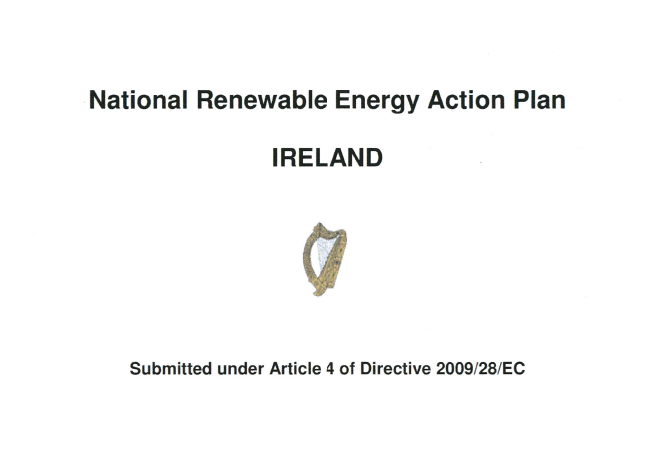 National Renewable Energy Action Plan
IRELAND
Submitted under Article 4 of Directive 2009/28/EC